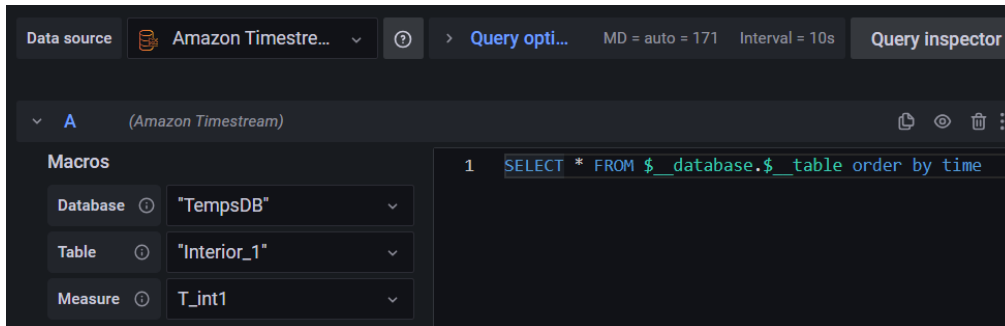 Data source Amazon Timestre... Query opti... MD = auto = 171 Interval = 10s Query inspector
A (Amazon Timestream)
Macros
1 SELECT * FROM $__database.$__table order by time
Database "TempsDB"
Table "Interior_1"
Measure T_int1